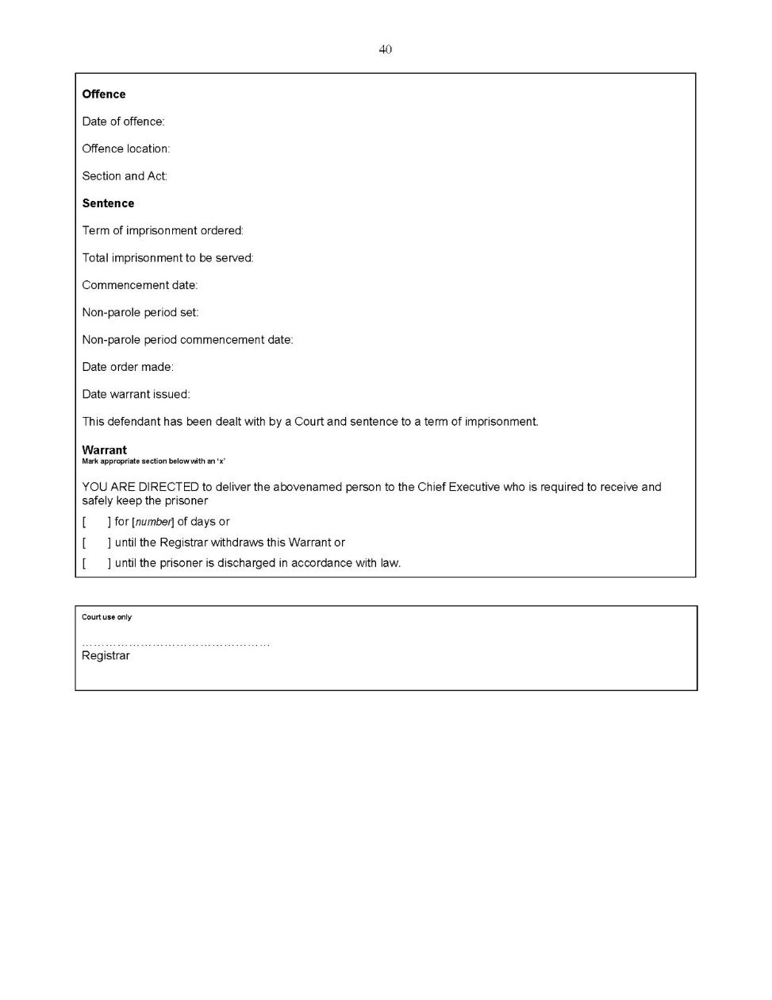 40
Offence
Date of offence:
Offence location:
Section and Act:
Sentence
Term of imprisonment ordered:
Total imprisonment to be served:
Commencement date:
Non-parole period set:
Non-parole period commencement date:
Date order made:
Date warrant issued:
This defendant has been dealt with by a Court and sentence to a term of imprisonment.
Warrant
Mark appropriate section below with an ‘x’
YOU ARE DIRECTED to deliver the abovenamed person to the Chief Executive who is required to receive and
safely keep the prisoner
[ ] for [number] of days or
[ ] until the Registrar withdraws this Warrant or
[ ] until the prisoner is discharged in accordance with law.
Court use only
…………………………………………
Registrar